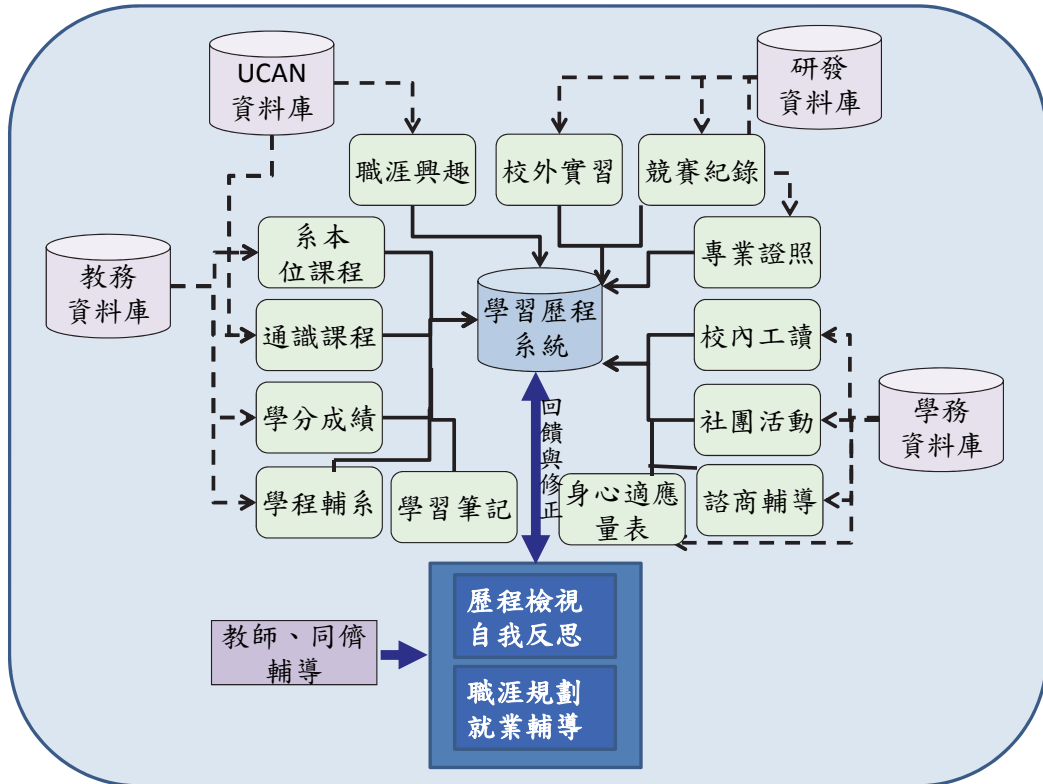 UCAN
資料庫
研發
資料庫
職涯興趣
校外實習
競賽紀錄
系本
位課程
專業證照
教務
資料庫
學習歷程
系統
通識課程
校內工讀
學分成績
社團活動
學務
資料庫
回饋與修正
學程輔系
學習筆記
身心適應
量表
諮商輔導
歷程檢視
自我反思
教師、同儕
輔導
職涯規劃
就業輔導